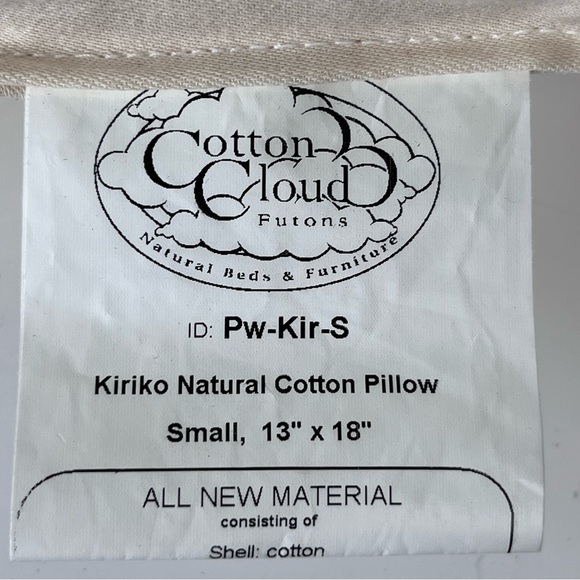 Cotton
Cloud
Futons
Natural Beds & Furniture
ID: Pw-Kir-S
Kiriko Natural Cotton Pillow
Small, 13" x 18"
ALL NEW MATERIAL
consisting of
Shell: cotton